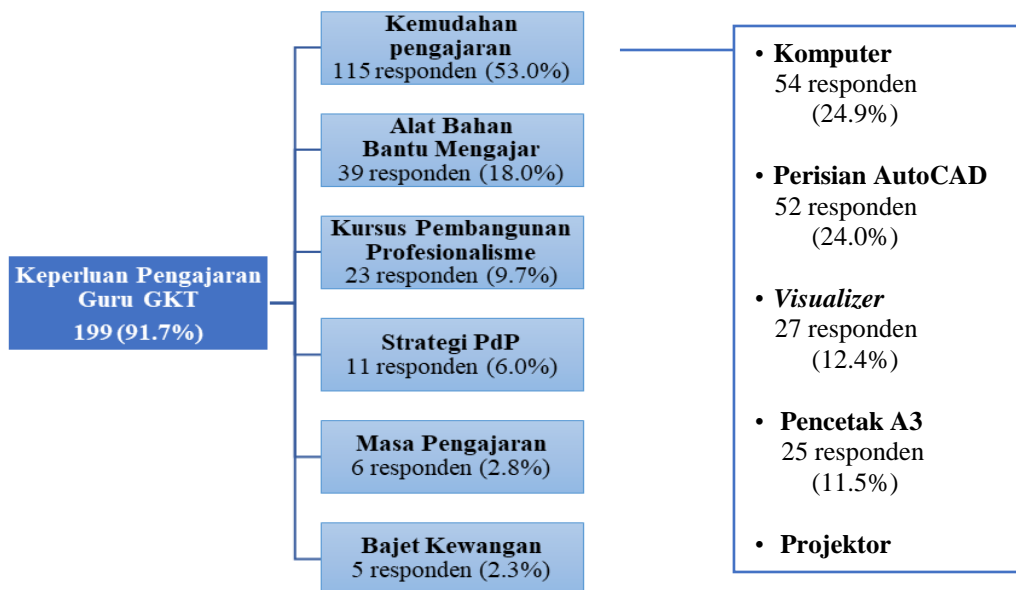 Keperluan Pengajaran
Guru GKT
199 (91.7%)
Kemudahan
pengajaran
115 responden (53.0%)
Alat Bahan
Bantu Mengajar
39 responden (18.0%)
Kursus Pembangunan
Profesionalisme
23 responden (9.7%)
Strategi PdP
11 responden (6.0%)
Masa Pengajaran
6 responden (2.8%)
Bajet Kewangan
5 responden (2.3%)
• Komputer
54 responden
(24.9%)
• Perisian AutoCAD
52 responden
(24.0%)
• Visualizer
27 responden
(12.4%)
• Pencetak A3
25 responden
(11.5%)
• Projektor